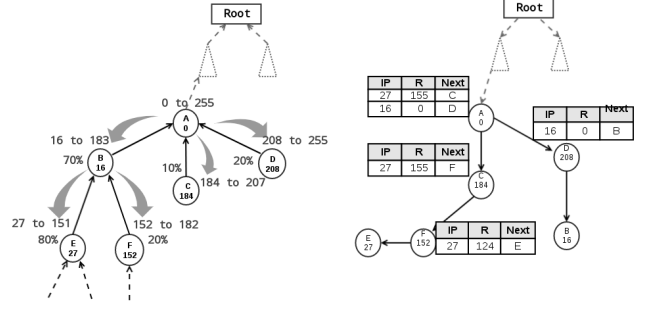 Root
0 to 255
A
0
16 to 183
208 to 255
70%
B
16
10%
C
184
20%
D
208
184 to 207
27 to 151
152 to 182
80%
E
27
F
152
20%
Root
IP R Next
27 155 C
16 0 D
A
0
IP R Next
16 0 B
D
208
IP R Next
27 155 F
C
184
B
16
E
27
F
152
IP R Next
27 124 E